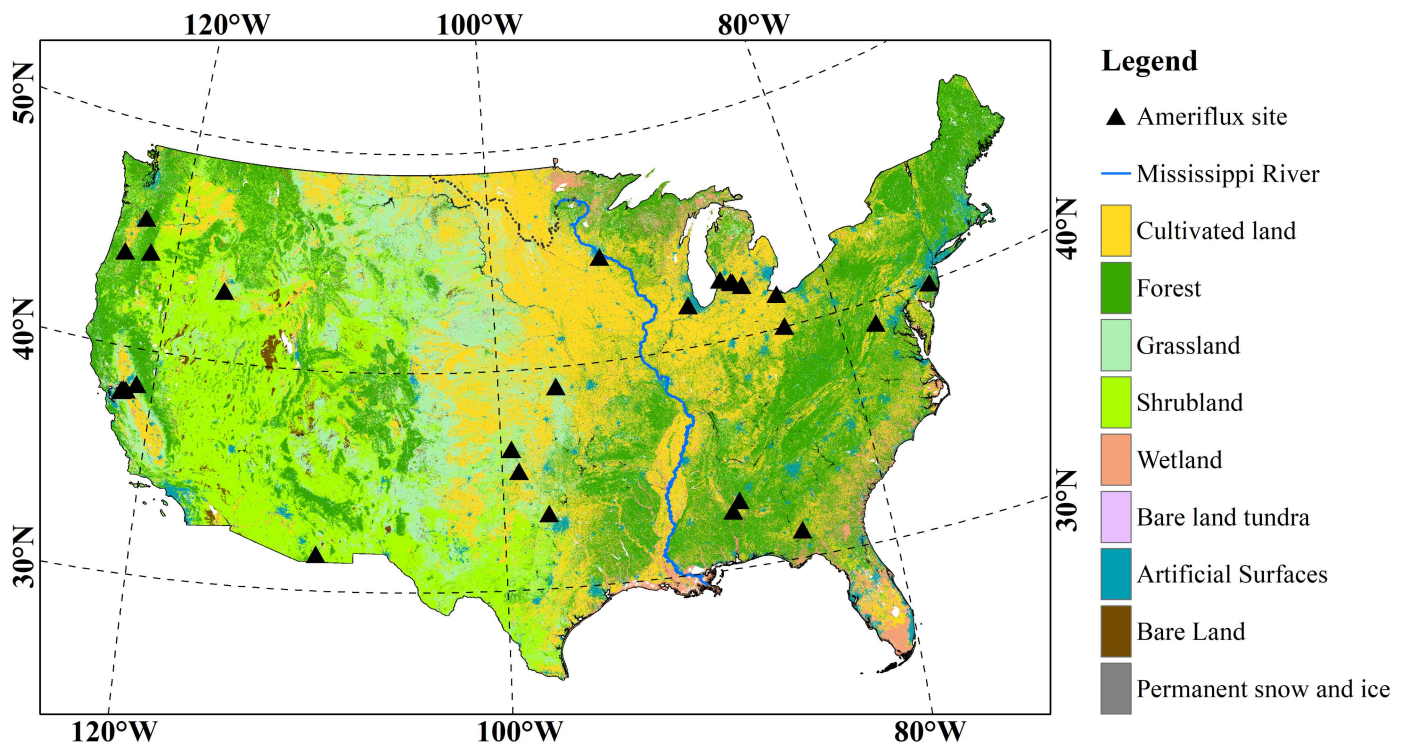 120°W
100°W
80°W
50°N
40°N
30°N
40°N
30°N
120°W
100°W
80°W
Legend
Ameriflux site
Mississippi River
Cultivated land
Forest
Grassland
Shrubland
Wetland
Bare land tundra
Artificial Surfaces
Bare Land
Permanent snow and ice